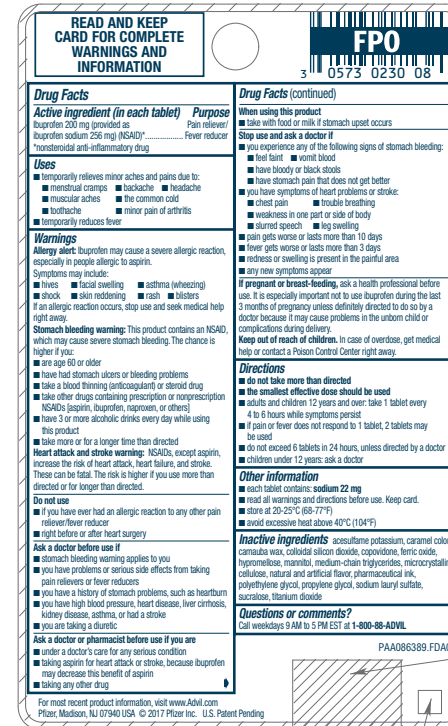 READ AND KEEP
CARD FOR COMPLETE
WARNINGS AND
INFORMATION
FPO
3 0573 0230 08
Drug Facts
Active ingredient (in each tablet) Purpose
Ibuprofen 200 mg (provided as Pain reliever/
ibuprofen sodium 256 mg) (NSAID)*.................. Fever reducer
*nonsteroidal anti-inflammatory drug
Uses
■ temporarily relieves minor aches and pains due to:
■ menstrual cramps ■ backache ■ headache
■ muscular aches ■ the common cold
■ toothache ■ minor pain of arthritis
■ temporarily reduces fever
Warnings
Allergy alert: Ibuprofen may cause a severe allergic reaction,
especially in people allergic to aspirin.
Symptoms may include:
■ hives ■ facial swelling ■ asthma (wheezing)
■ shock ■ skin reddening ■ rash ■ blisters
If an allergic reaction occurs, stop use and seek medical help
right away.
Stomach bleeding warning: This product contains an NSAID,
which may cause severe stomach bleeding. The chance is
higher if you:
■ are age 60 or older
■ have had stomach ulcers or bleeding problems
■ take a blood thinning (anticoagulant) or steroid drug
■ take other drugs containing prescription or nonprescription
NSAIDs [aspirin, ibuprofen, naproxen, or others]
■ have 3 or more alcoholic drinks every day while using
this product
■ take more or for a longer time than directed
Heart attack and stroke warning: NSAIDs, except aspirin,
increase the risk of heart attack, heart failure, and stroke.
These can be fatal. The risk is higher if you use more than
directed or for longer than directed.
Do not use
■ if you have ever had an allergic reaction to any other pain
reliever/fever reducer
■ right before or after heart surgery
Ask a doctor before use if
■ stomach bleeding warning applies to you
■ you have problems or serious side effects from taking
pain relievers or fever reducers
■ you have a history of stomach problems, such as heartburn
■ you have high blood pressure, heart disease, liver cirrhosis,
kidney disease, asthma, or had a stroke
■ you are taking a diuretic
Ask a doctor or pharmacist before use if you are
■ under a doctor's care for any serious condition
■ taking aspirin for heart attack or stroke, because ibuprofen
may decrease this benefit of aspirin
■ taking any other drug
Drug Facts (continued)
When using this product
■ take with food or milk if stomach upset occurs
Stop use and ask a doctor if
■ you experience any of the following signs of stomach bleeding:
■ feel faint ■ vomit blood
■ have bloody or black stools
■ have stomach pain that does not get better
■ you have symptoms of heart problems or stroke:
■ chest pain ■ trouble breathing
■ weakness in one part or side of body
■ slurred speech ■ leg swelling
■ pain gets worse or lasts more than 10 days
■ fever gets worse or lasts more than 3 days
■ redness or swelling is present in the painful area
■ any new symptoms appear
If pregnant or breast-feeding, ask a health professional before
use. It is especially important not to use ibuprofen during the last
3 months of pregnancy unless definitely directed to do so by a
doctor because it may cause problems in the unborn child or
complications during delivery.
Keep out of reach of children. In case of overdose, get medical
help or contact a Poison Control Center right away.
Directions
■ do not take more than directed
■ the smallest effective dose should be used
■ adults and children 12 years and over: take 1 tablet every
4 to 6 hours while symptoms persist
■ if pain or fever does not respond to 1 tablet, 2 tablets may
be used
■ do not exceed 6 tablets in 24 hours, unless directed by a doctor
■ children under 12 years: ask a doctor
Other information
■ each tablet contains: sodium 22 mg
■ read all warnings and directions before use. Keep card.
■ store at 20-25°C (68-77°F)
■ avoid excessive heat above 40°C (104°F)
Inactive ingredients acesulfame potassium, caramel color,
carnauba wax, colloidal silicon dioxide, copovidone, ferric oxide,
hypromellose, mannitol, medium-chain triglycerides, microcrystalline
cellulose, natural and artificial flavor, pharmaceutical ink,
polyethylene glycol, propylene glycol, sodium lauryl sulfate,
sucralose, titanium dioxide
Questions or comments?
Call weekdays 9 AM to 5 PM EST at 1-800-88-ADVIL
PAA086389.FDA0
For most recent product information, visit www.Advil.com
Pfizer, Madison, NJ 07940 USA © 2017 Pfizer Inc. U.S. Patent Pending